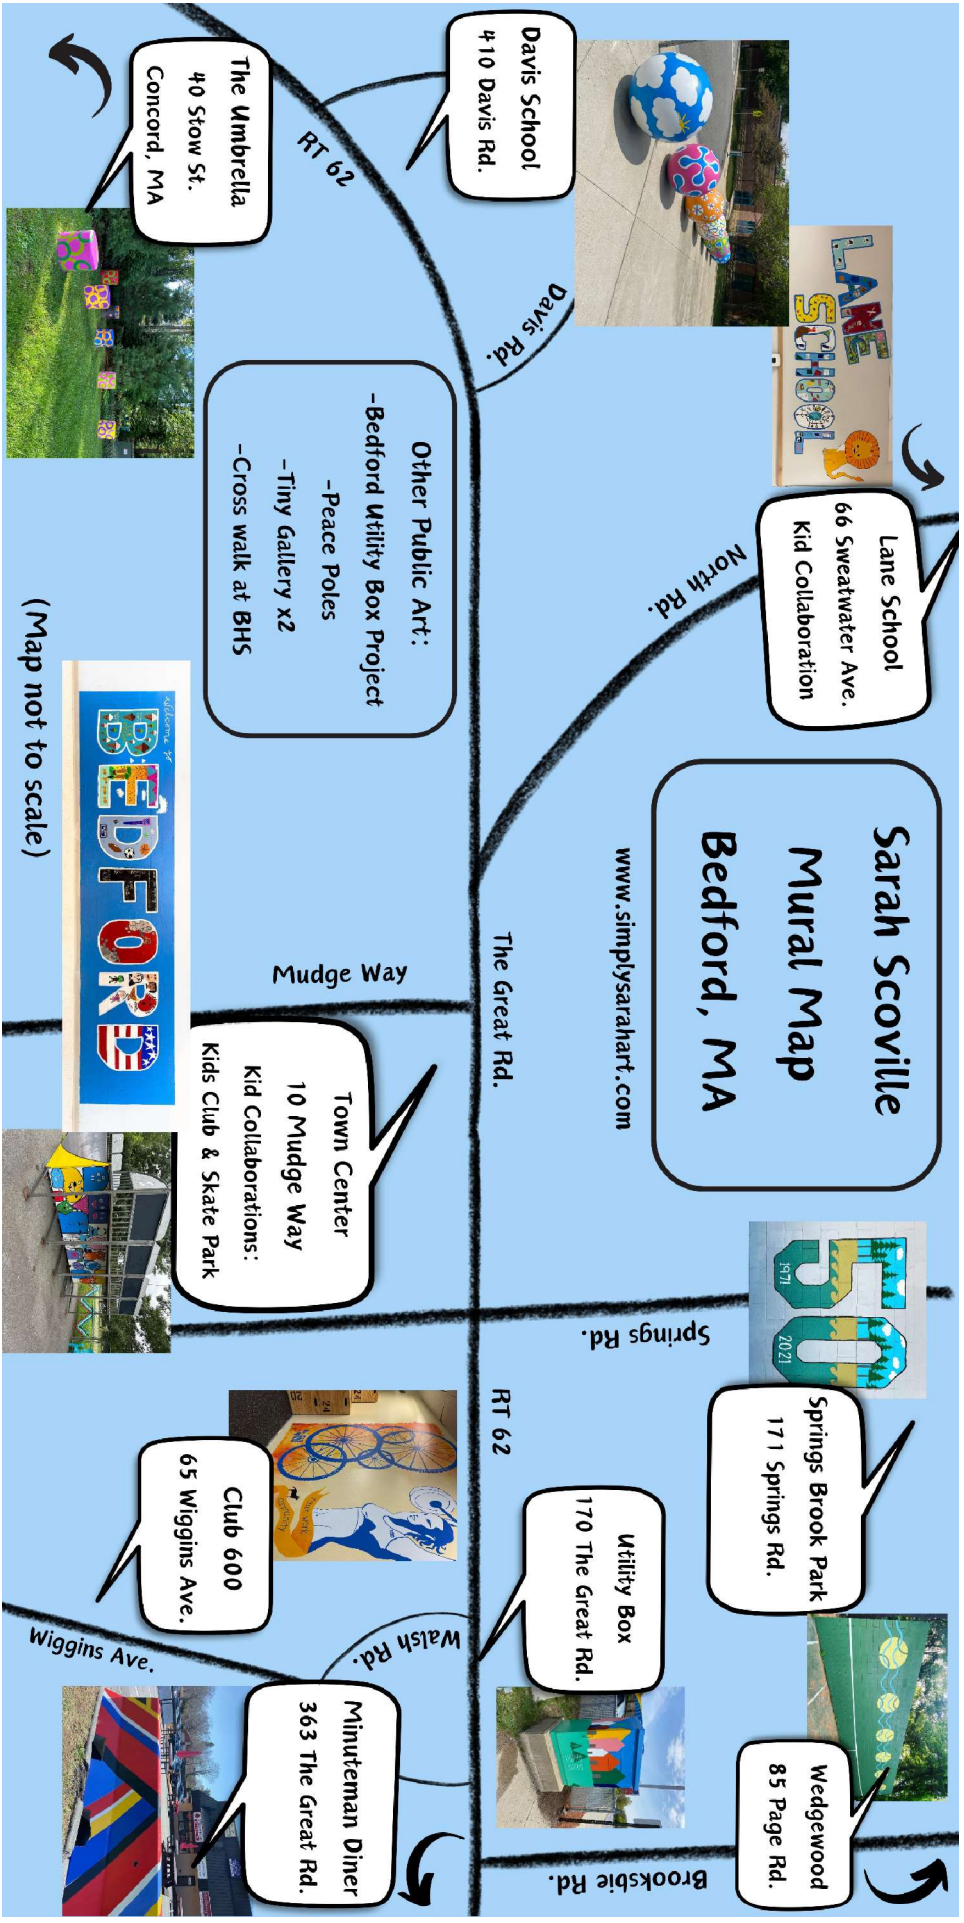 Sarah Scoville
Mural Map
Bedford, MA
www.simplysarahart.com
Davis School
410 Davis Rd.
LANE
SCHOOL
Lane School
66 Sweatwater Ave.
Kid Collaboration
North Rd.
Davis Rd.
RT 62
The Umbrella
40 Stow St.
Concord, MA
Other Public Art:
-Bedford Utility Box Project
-Peace Poles
-Tiny Gallery x2
-Cross walk at BHS
(Map not to scale)
Welcome to
BEDFORD
The Great Rd.
Mudge Way
Town Center
10 Mudge Way
Kid Collaborations:
Kids Club & Skate Park
50
1971
2021
Springs Brook Park
171 Springs Rd.
Springs Rd.
RT 62
Utility Box
170 The Great Rd.
Wedgewood
85 Page Rd.
Brooksbie Rd.
24
Club 600
65 Wiggins Ave.
Walsh Rd.
Wiggins Ave.
Minuteman Diner
363 The Great Rd.